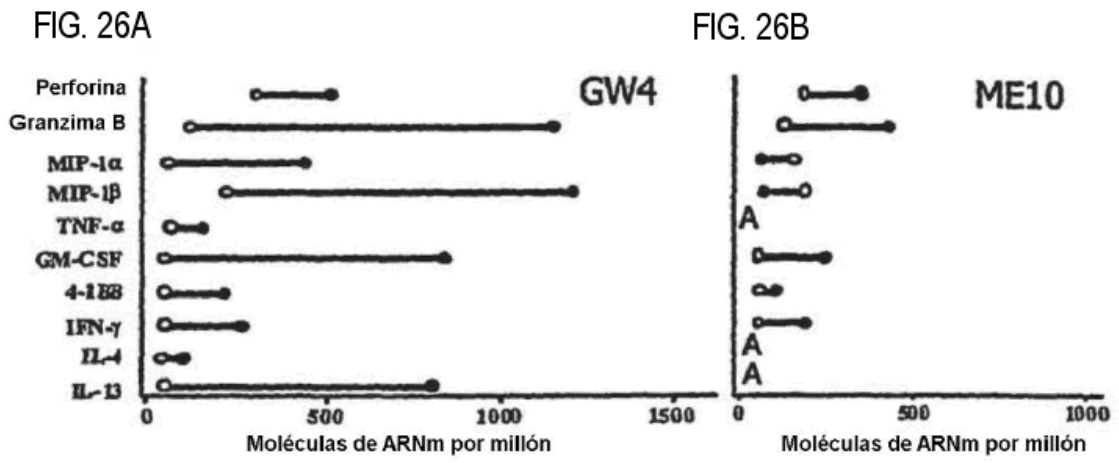 FIG. 26A
FIG. 26B
GW4
ME10
Perforina
Granzima B
MIP-1α
MIP-1β
TNF-α
GM-CSF
4-1BB
IFN-γ
IL-4
IL-13
A
A
A
0 500 1000 1500
0 500 1000
Moléculas de ARNm por millón
Moléculas de ARNm por millón